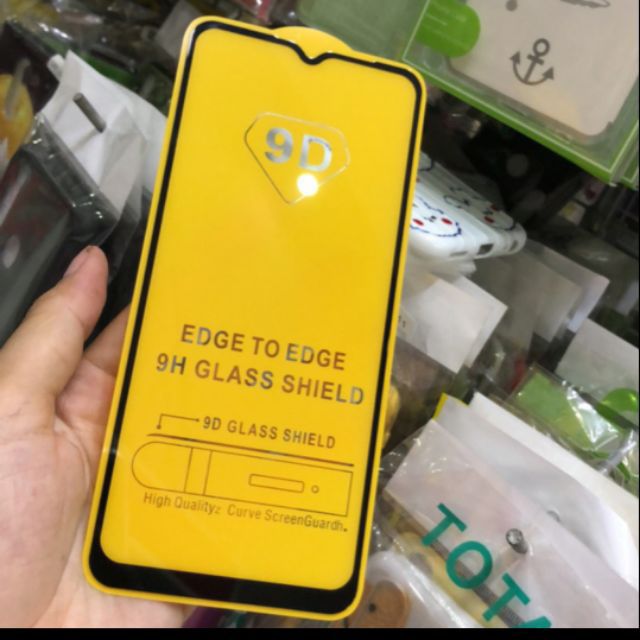 9D
EDGE TO EDGE
9H GLASS SHIELD
9D GLASS SHIELD
High Qualityz Curve ScreenGuardh.
TOTA